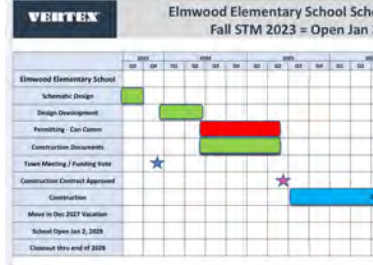 VERTEX
Elmwood Elementary School Sch
Fall STM 2023 = Open Jan
2023 2024 2025
Q3 Q4 Q1 Q2 Q3 Q4 Q1 Q2 Q3 Q4 Q1 Q2
Elmwood Elementary School
Schematic Design
Design Development
Permitting - Con Comm
Construction Documents
Town Meeting / Funding Vote
Construction Contract Approved
Construction
Move in Dec 2027 Vacation
School Open Jan 2, 2028
Closeout thru end of 2028